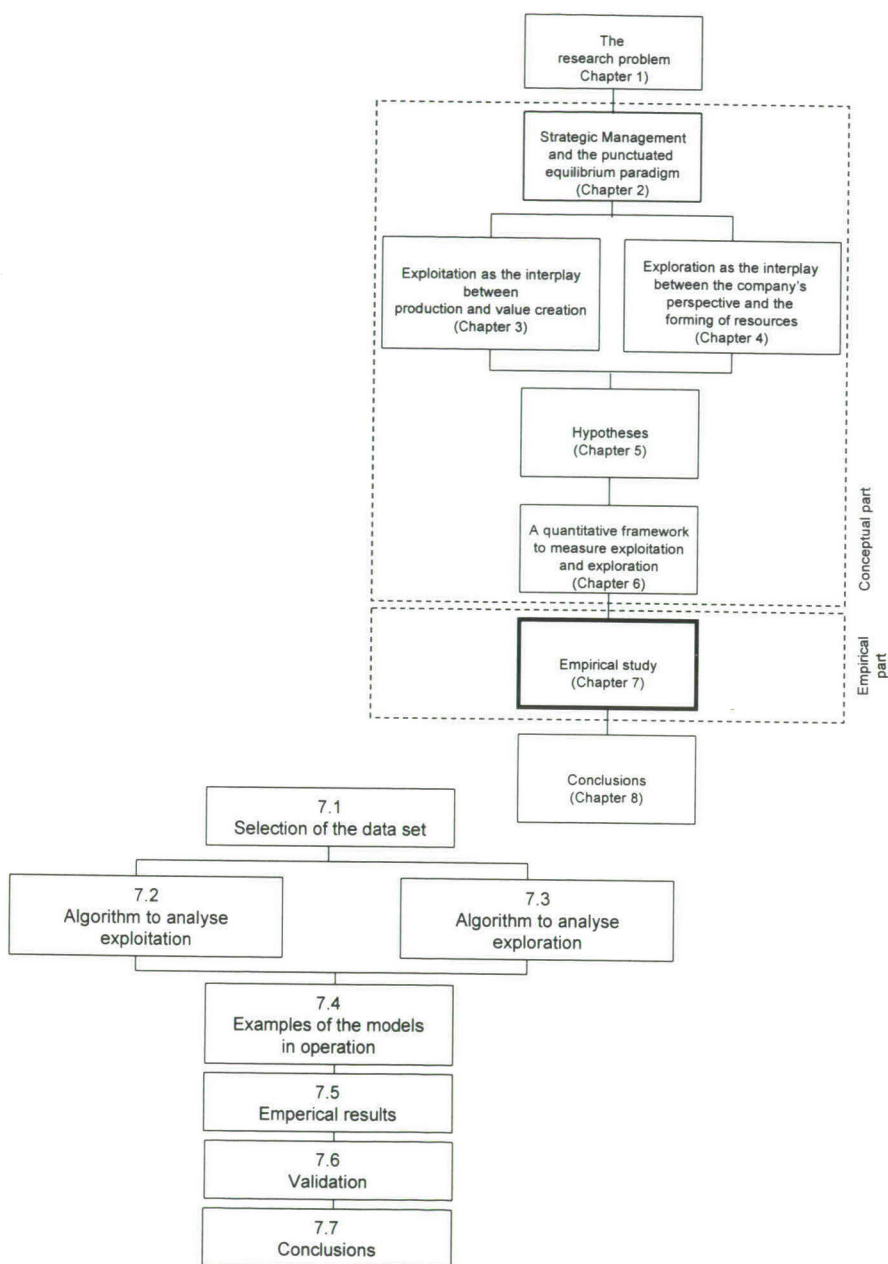 The
research problem
Chapter 1)
Strategic Management
and the punctuated
equilibrium paradigm
(Chapter 2)
Exploitation as the interplay
between
production and value creation
(Chapter 3)
Exploration as the interplay
between the company's
perspective and the
forming of resources
(Chapter 4)
Hypotheses
(Chapter 5)
A quantitative framework
to measure exploitation
and exploration
(Chapter 6)
Conceptual part
Empirical study
(Chapter 7)
Empirical
part
Conclusions
(Chapter 8)
7.1
Selection of the data set
7.2
Algorithm to analyse
exploitation
7.3
Algorithm to analyse
exploration
7.4
Examples of the models
in operation
7.5
Emperical results
7.6
Validation
7.7
Conclusions